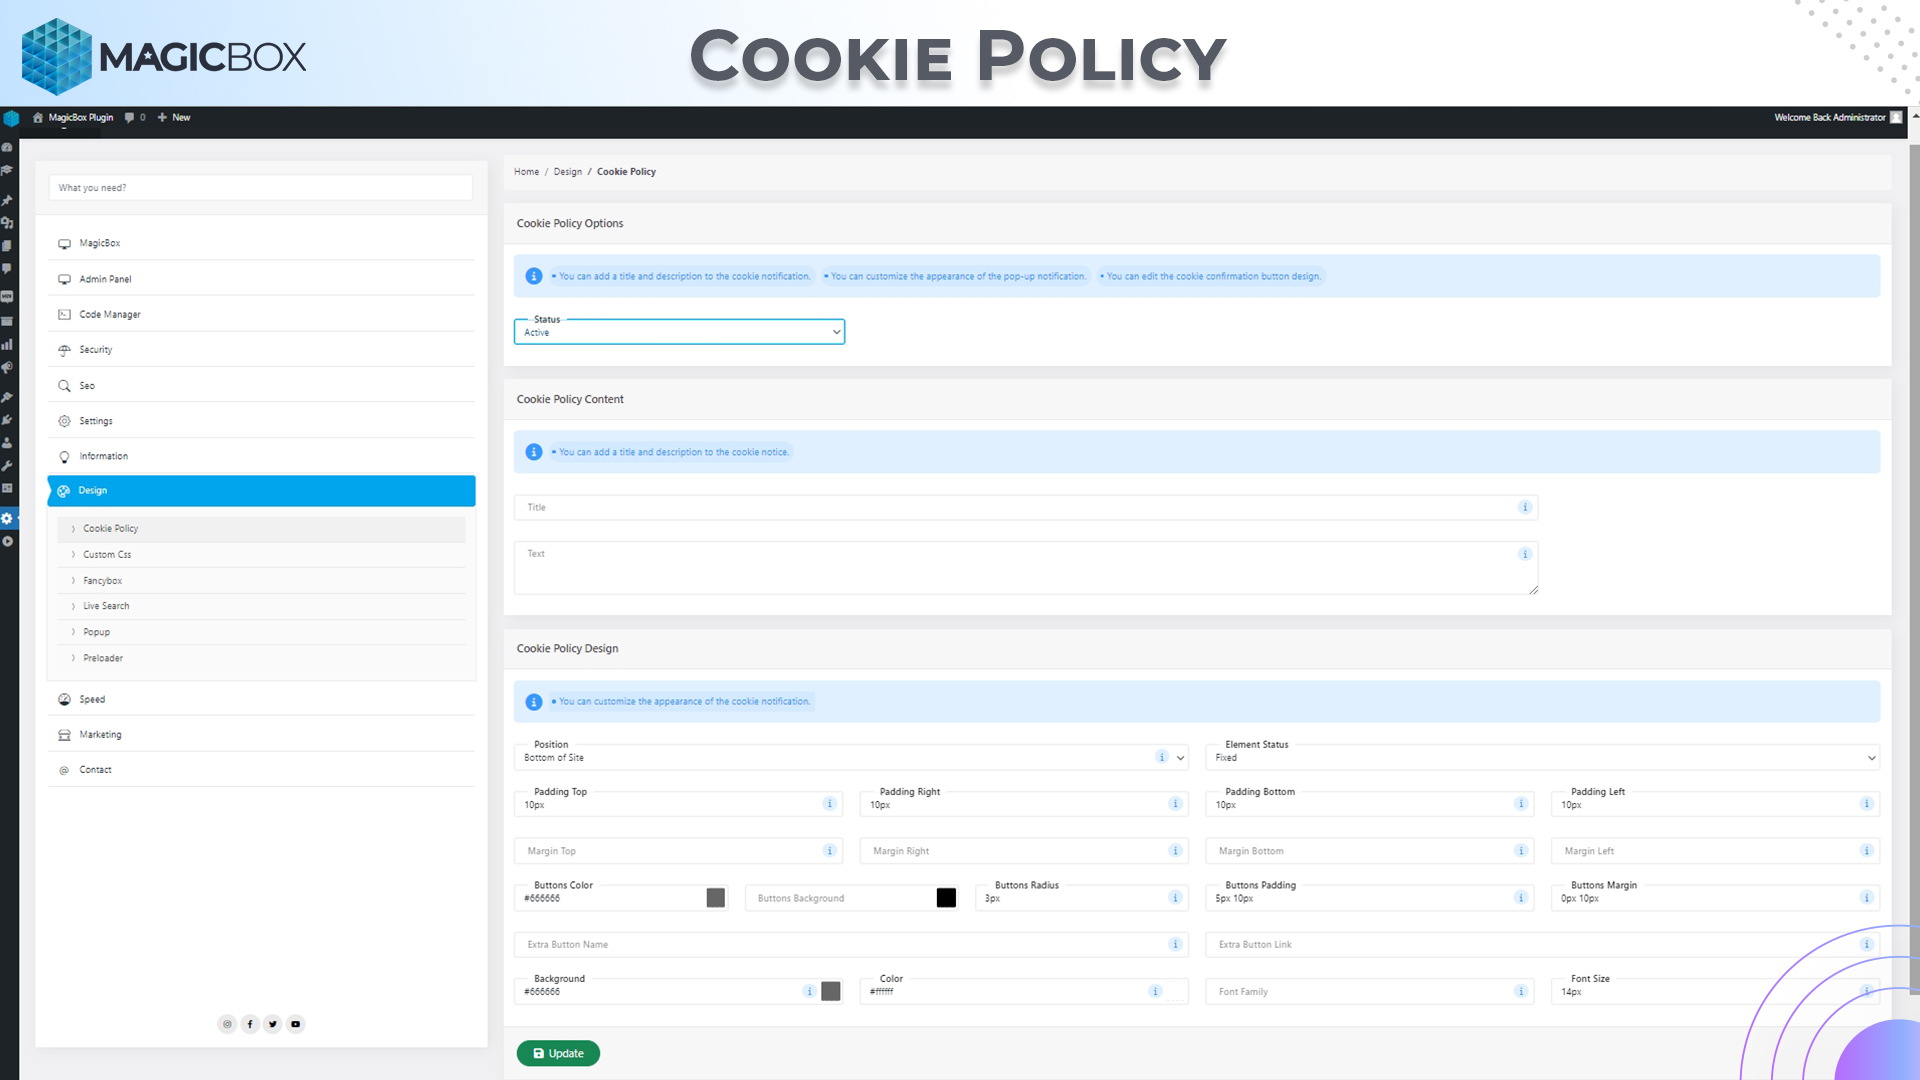 MAGICBOX
COOKIE POLICY
MagicBox Plugin 0 New
Welcome Back Administrator
What you need?
MagicBox
Admin Panel
Code Manager
Security
Seo
Settings
Information
Design
Cookie Policy
Custom Css
Fancybox
Live Search
Popup
Preloader
Speed
Marketing
Contact
Home / Design / Cookie Policy
Cookie Policy Options
• You can add a title and description to the cookie notification. • You can customize the appearance of the pop-up notification. • You can edit the cookie confirmation button design.
Status
Active
Cookie Policy Content
• You can add a title and description to the cookie notice.
Title
Text
Cookie Policy Design
• You can customize the appearance of the cookie notification.
Position
Bottom of Site
Element Status
Fixed
Padding Top
10px
Padding Right
10px
Padding Bottom
10px
Padding Left
10px
Margin Top
Margin Right
Margin Bottom
Margin Left
Buttons Color
#666666
Buttons Background
Buttons Radius
3px
Buttons Padding
5px 10px
Buttons Margin
0px 10px
Extra Button Name
Extra Button Link
Background
#666666
Color
#ffffff
Font Family
Font Size
14px
Update